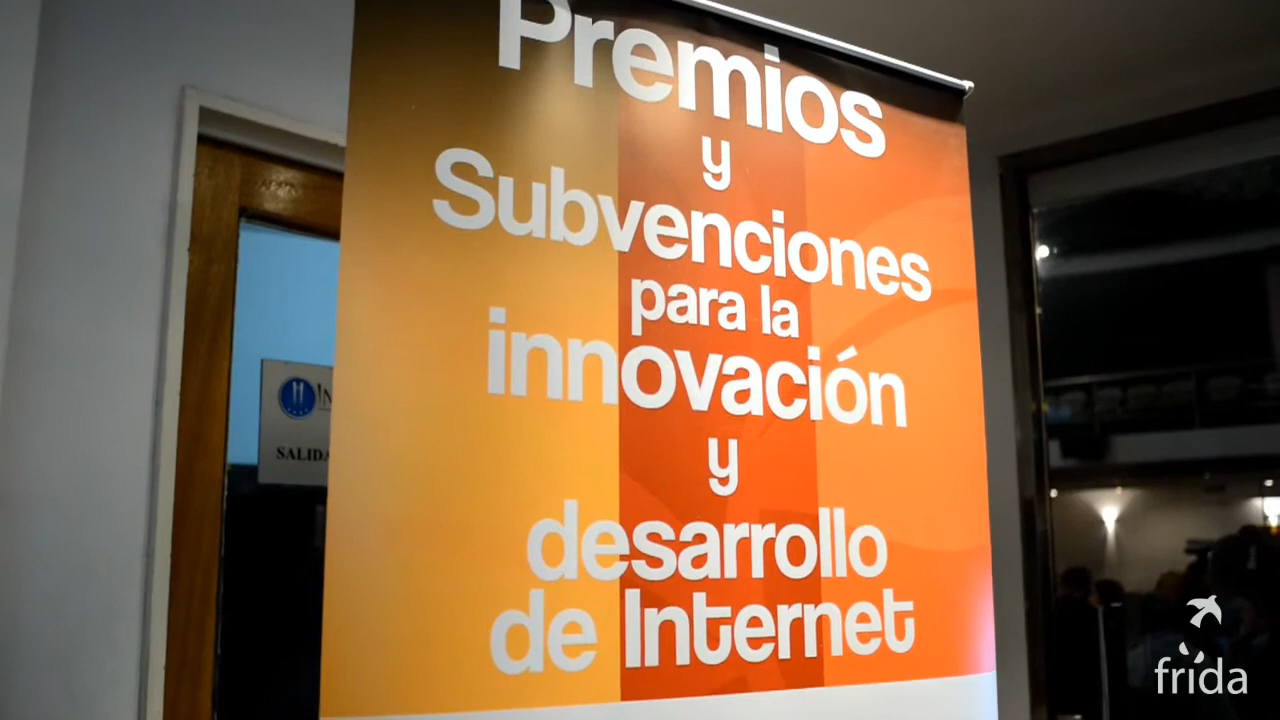 Premios
y
Subvenciones
para la
innovación
y
desarrollo
de Internet
SALIDA
frida